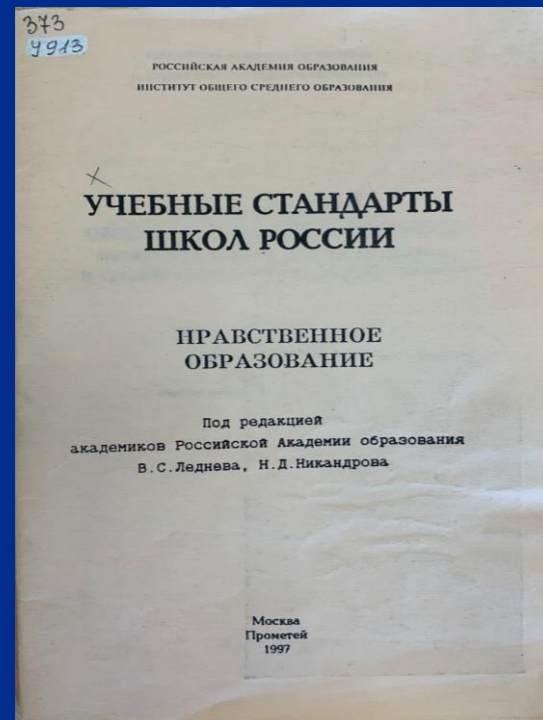 373
У913
РОССИЙСКАЯ АКАДЕМИЯ ОБРАЗОВАНИЯ
ИНСТИТУТ ОБЩЕГО СРЕДНЕГО ОБРАЗОВАНИЯ
УЧЕБНЫЕ СТАНДАРТЫ
ШКОЛ РОССИИ
НРАВСТВЕННОЕ
ОБРАЗОВАНИЕ
Под редакцией
академиков Российской Академии образования
В.С.Леднева, Н.Д.Никандрова
Москва
Прометей
1997